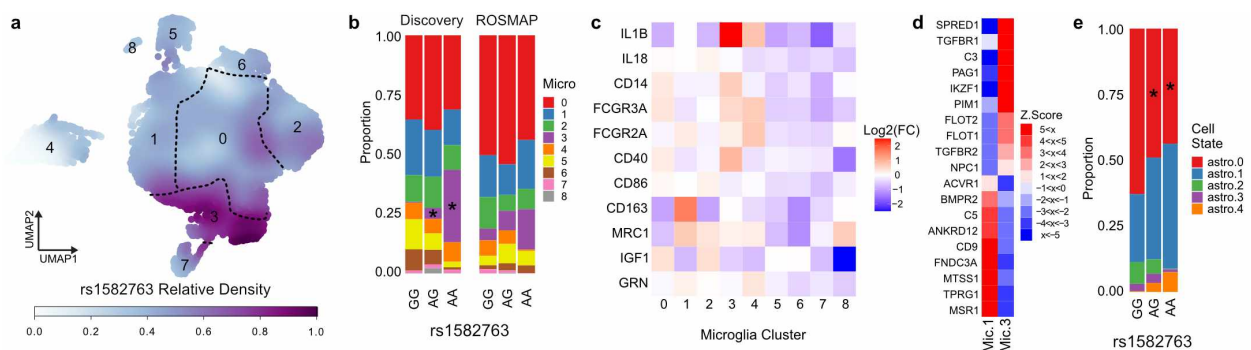 a
5
8
6
1
0
2
4
3
7
UMAP2
UMAP1
rs1582763 Relative Density
0.0 0.2 0.4 0.6 0.8 1.0
b
Discovery ROSMAP
1.00
0.75
0.50
0.25
0.00
Proportion
* *
GG AG AA GG AG AA
rs1582763
Micro
0
1
2
3
4
5
6
7
8
c
IL1B
IL18
CD14
FCGR3A
FCGR2A
CD40
CD86
CD163
MRC1
IGF1
GRN
0 1 2 3 4 5 6 7 8
Microglia Cluster
Log2(FC)
2
1
0
−1
−2
d
SPRED1
TGFBR1
C3
PAG1
IKZF1
PIM1
FLOT2
FLOT1
TGFBR2
NPC1
ACVR1
BMPR2
C5
ANKRD12
CD9
FNDC3A
MTSS1
TPRG1
MSR1
Mic.1 Mic.3
Z.Score
5<x
4<x<5
3<x<4
2<x<3
1<x<2
−1<x<0
−3<x<−2
−4<x<−3
x<−5
e
1.00
0.75
0.50
0.25
0.00
Proportion
* *
GG AG AA
rs1582763
Cell
State
astro.0
astro.1
astro.2
astro.3
astro.4